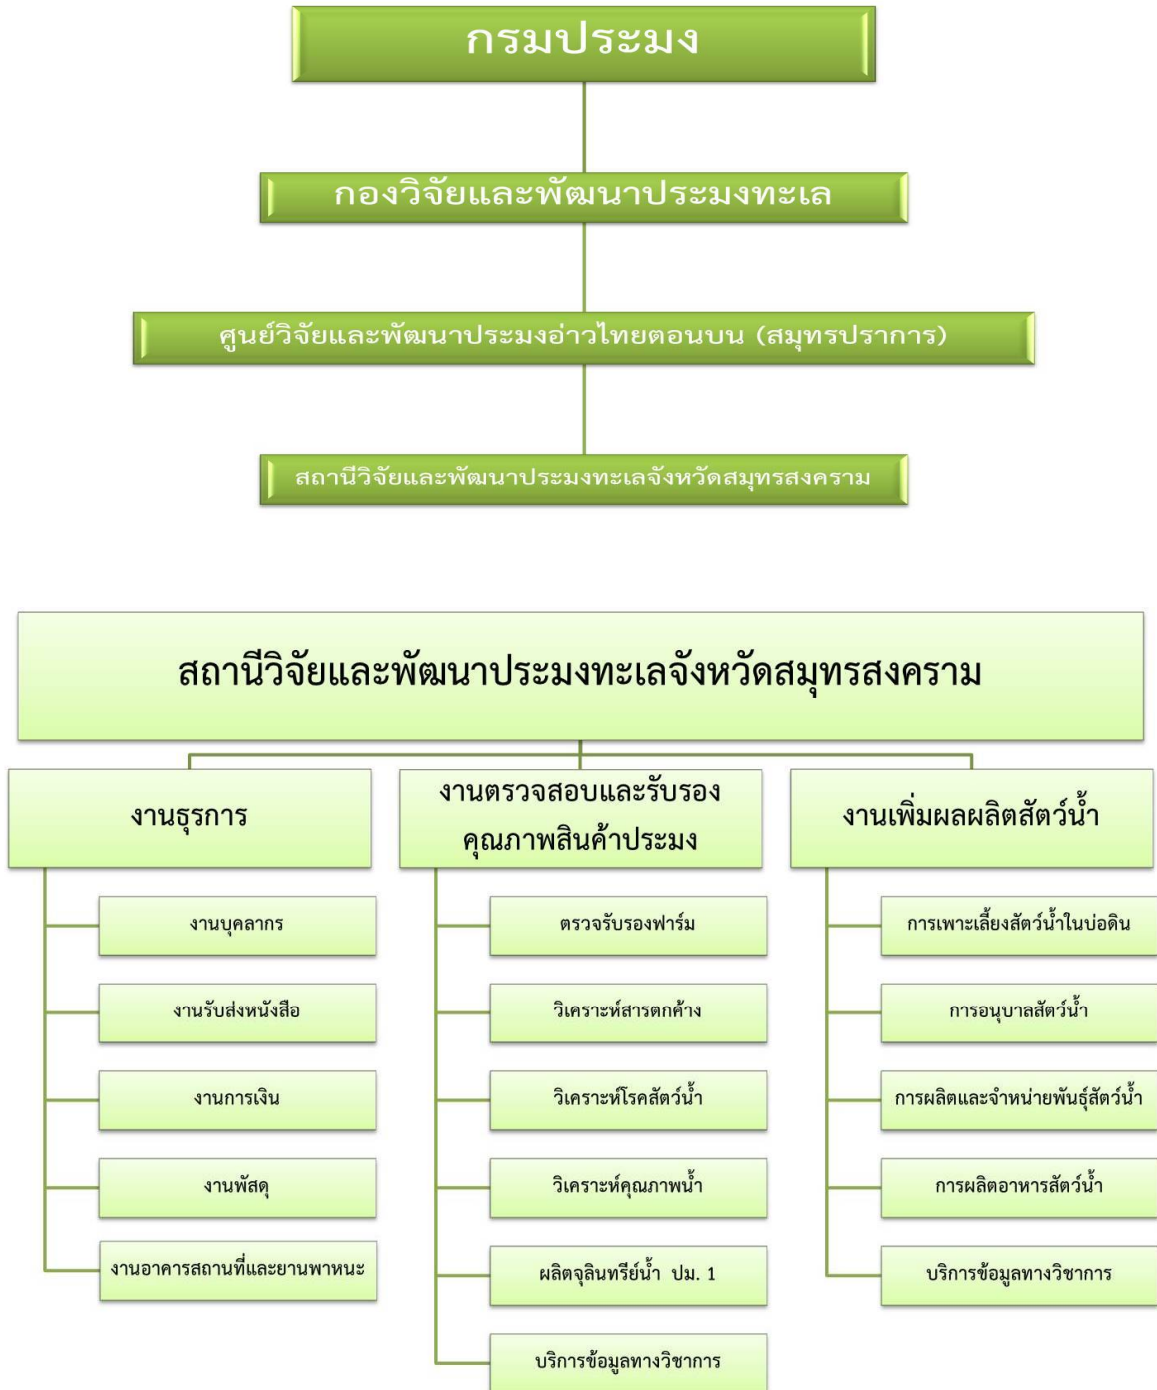 กรมประมง
กองวิจัยและพัฒนาประมงทะเล
ศูนย์วิจัยและพัฒนาประมงอ่าวไทยตอนบน (สมุทรปราการ)
สถานีวิจัยและพัฒนาประมงทะเลจังหวัดสมุทรสงคราม
สถานีวิจัยและพัฒนาประมงทะเลจังหวัดสมุทรสงคราม
งานธุรการ
งานบุคลากร
งานรับส่งหนังสือ
งานการเงิน
งานพัสดุ
งานอาคารสถานที่และยานพาหนะ
งานตรวจสอบและรับรอง
คุณภาพสินค้าประมง
ตรวจรับรองฟาร์ม
วิเคราะห์สารตกค้าง
วิเคราะห์โรคสัตว์น้ำ
วิเคราะห์คุณภาพน้ำ
ผลิตจุลินทรีย์น้ำ ปม. 1
บริการข้อมูลทางวิชาการ
งานเพิ่มผลผลิตสัตว์น้ำ
การเพาะเลี้ยงสัตว์น้ำในบ่อดิน
การอนุบาลสัตว์น้ำ
การผลิตและจำหน่ายพันธุ์สัตว์น้ำ
การผลิตอาหารสัตว์น้ำ
บริการข้อมูลทางวิชาการ